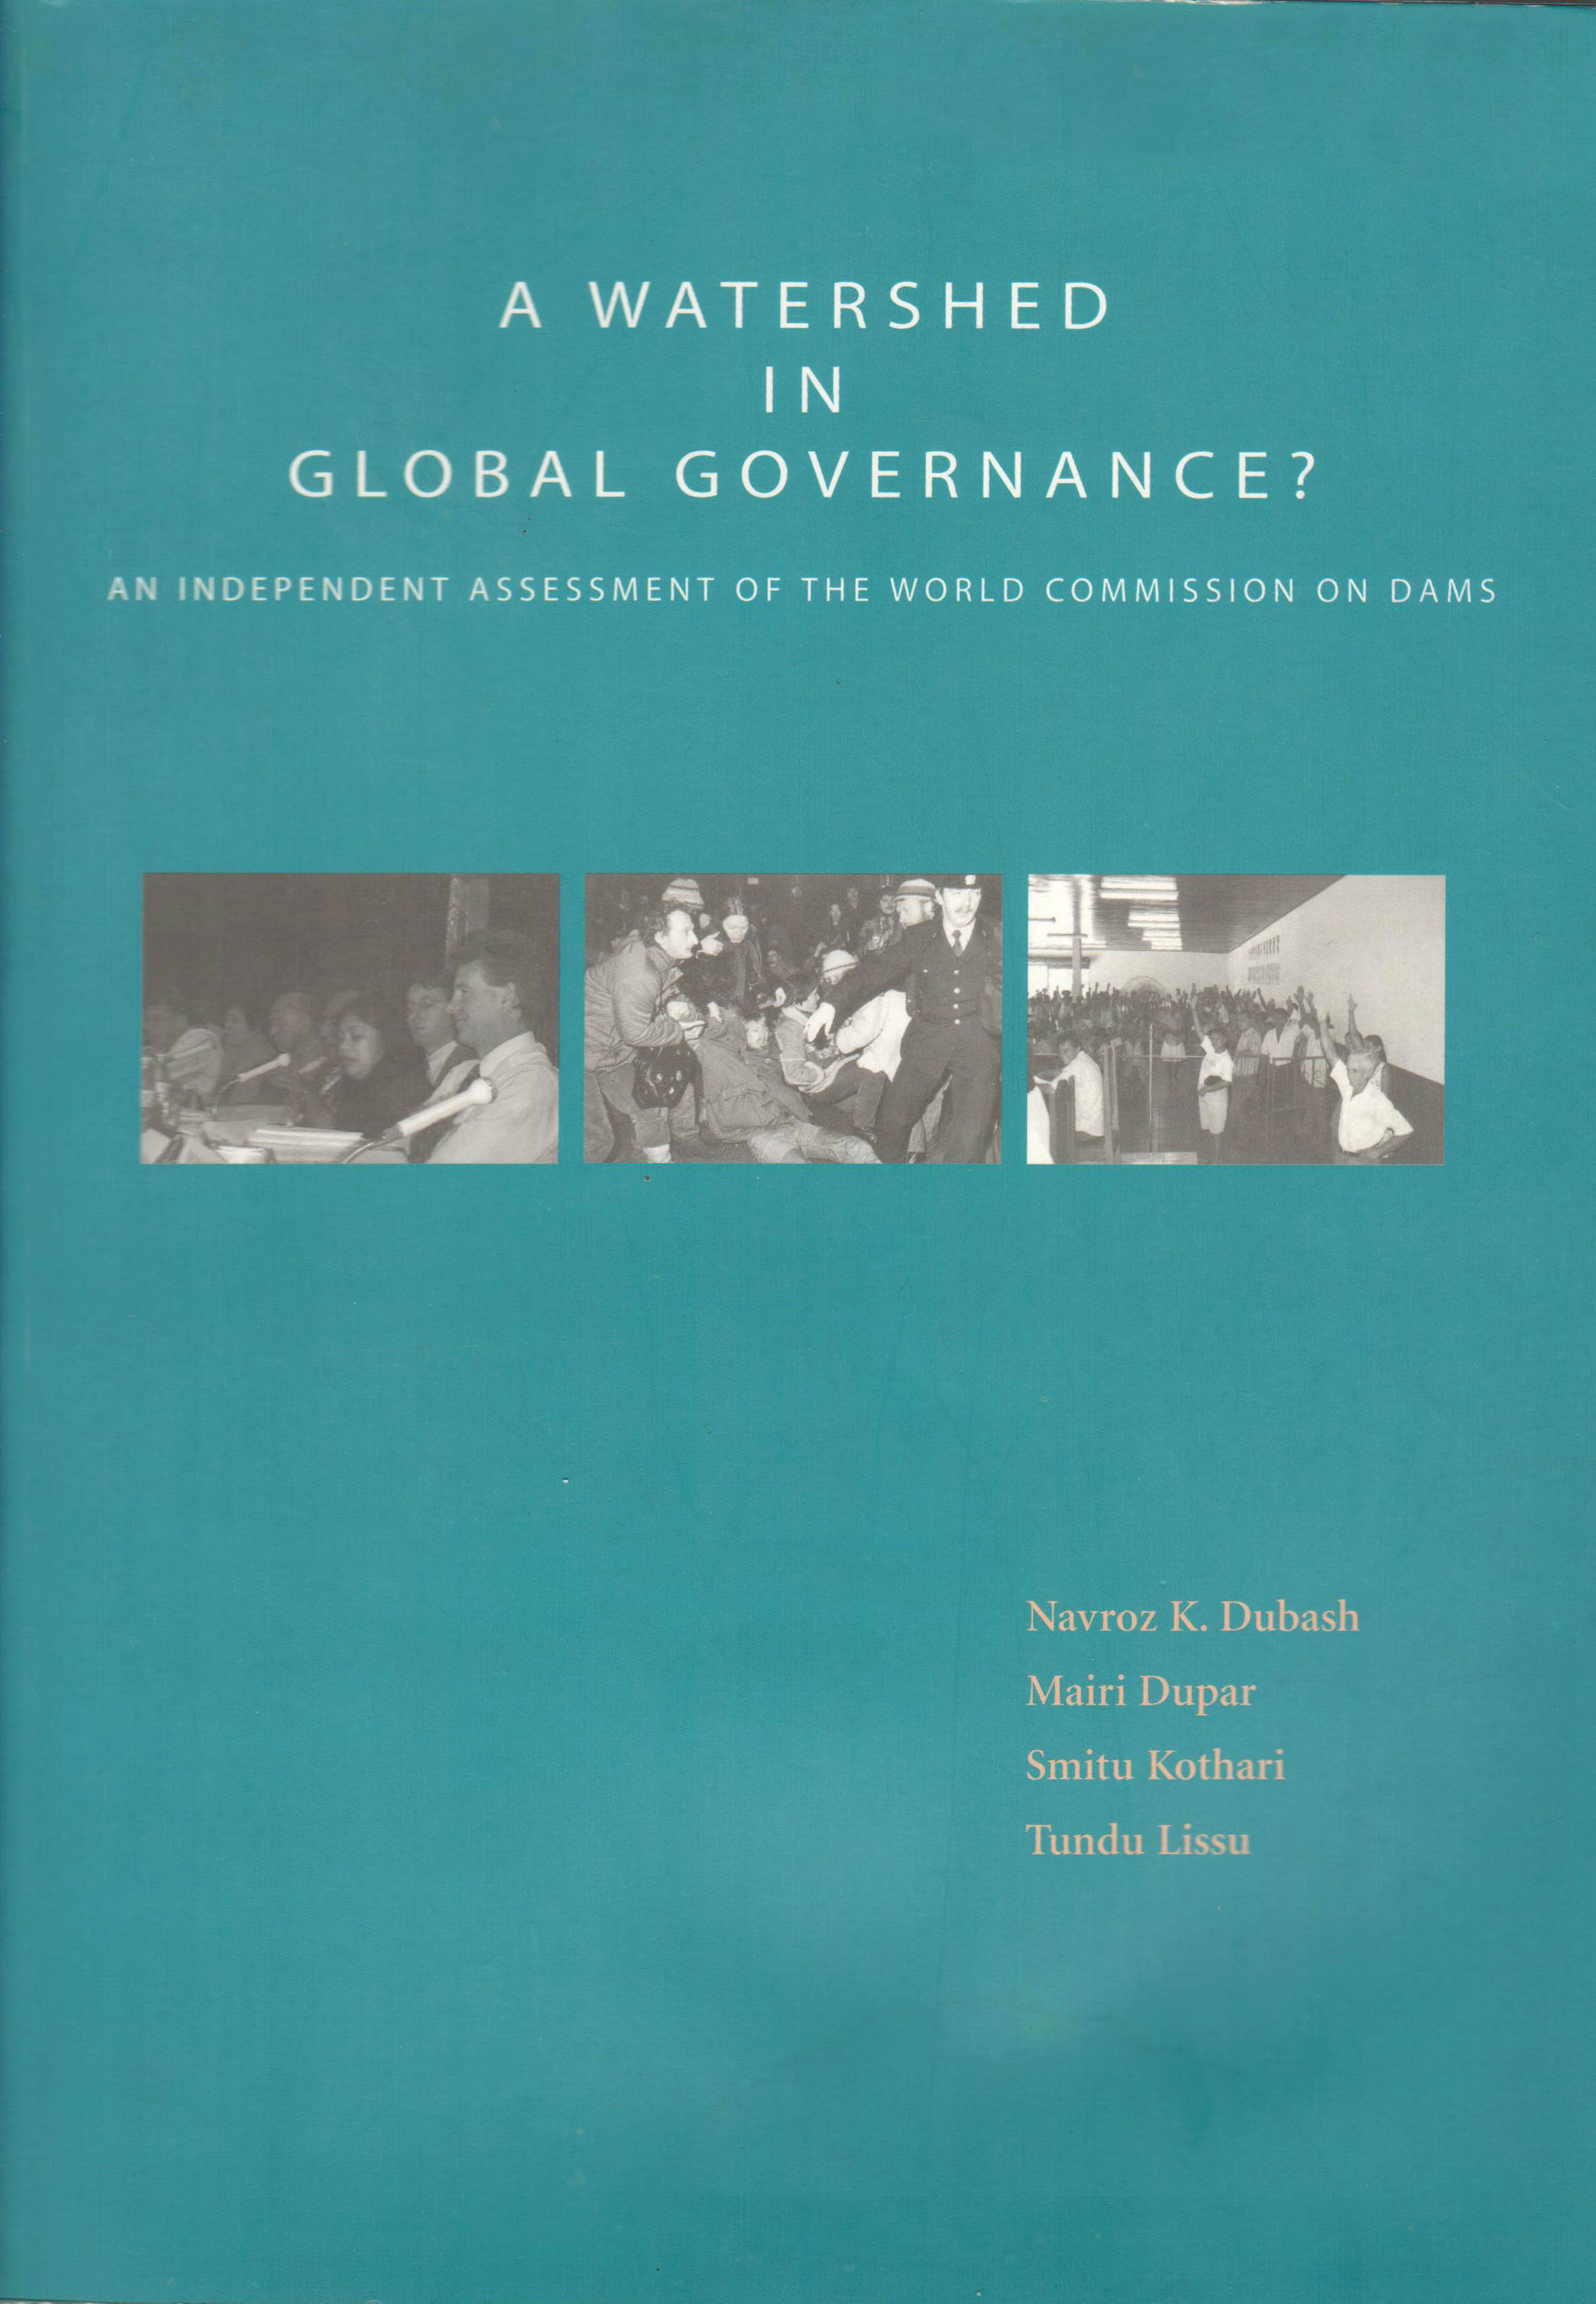 A WATERSHED
IN
GLOBAL GOVERNANCE?
AN INDEPENDENT ASSESSMENT OF THE WORLD COMMISSION ON DAMS
Navroz K. Dubash
Mairi Dupar
Smitu Kothari
Tundu Lissu